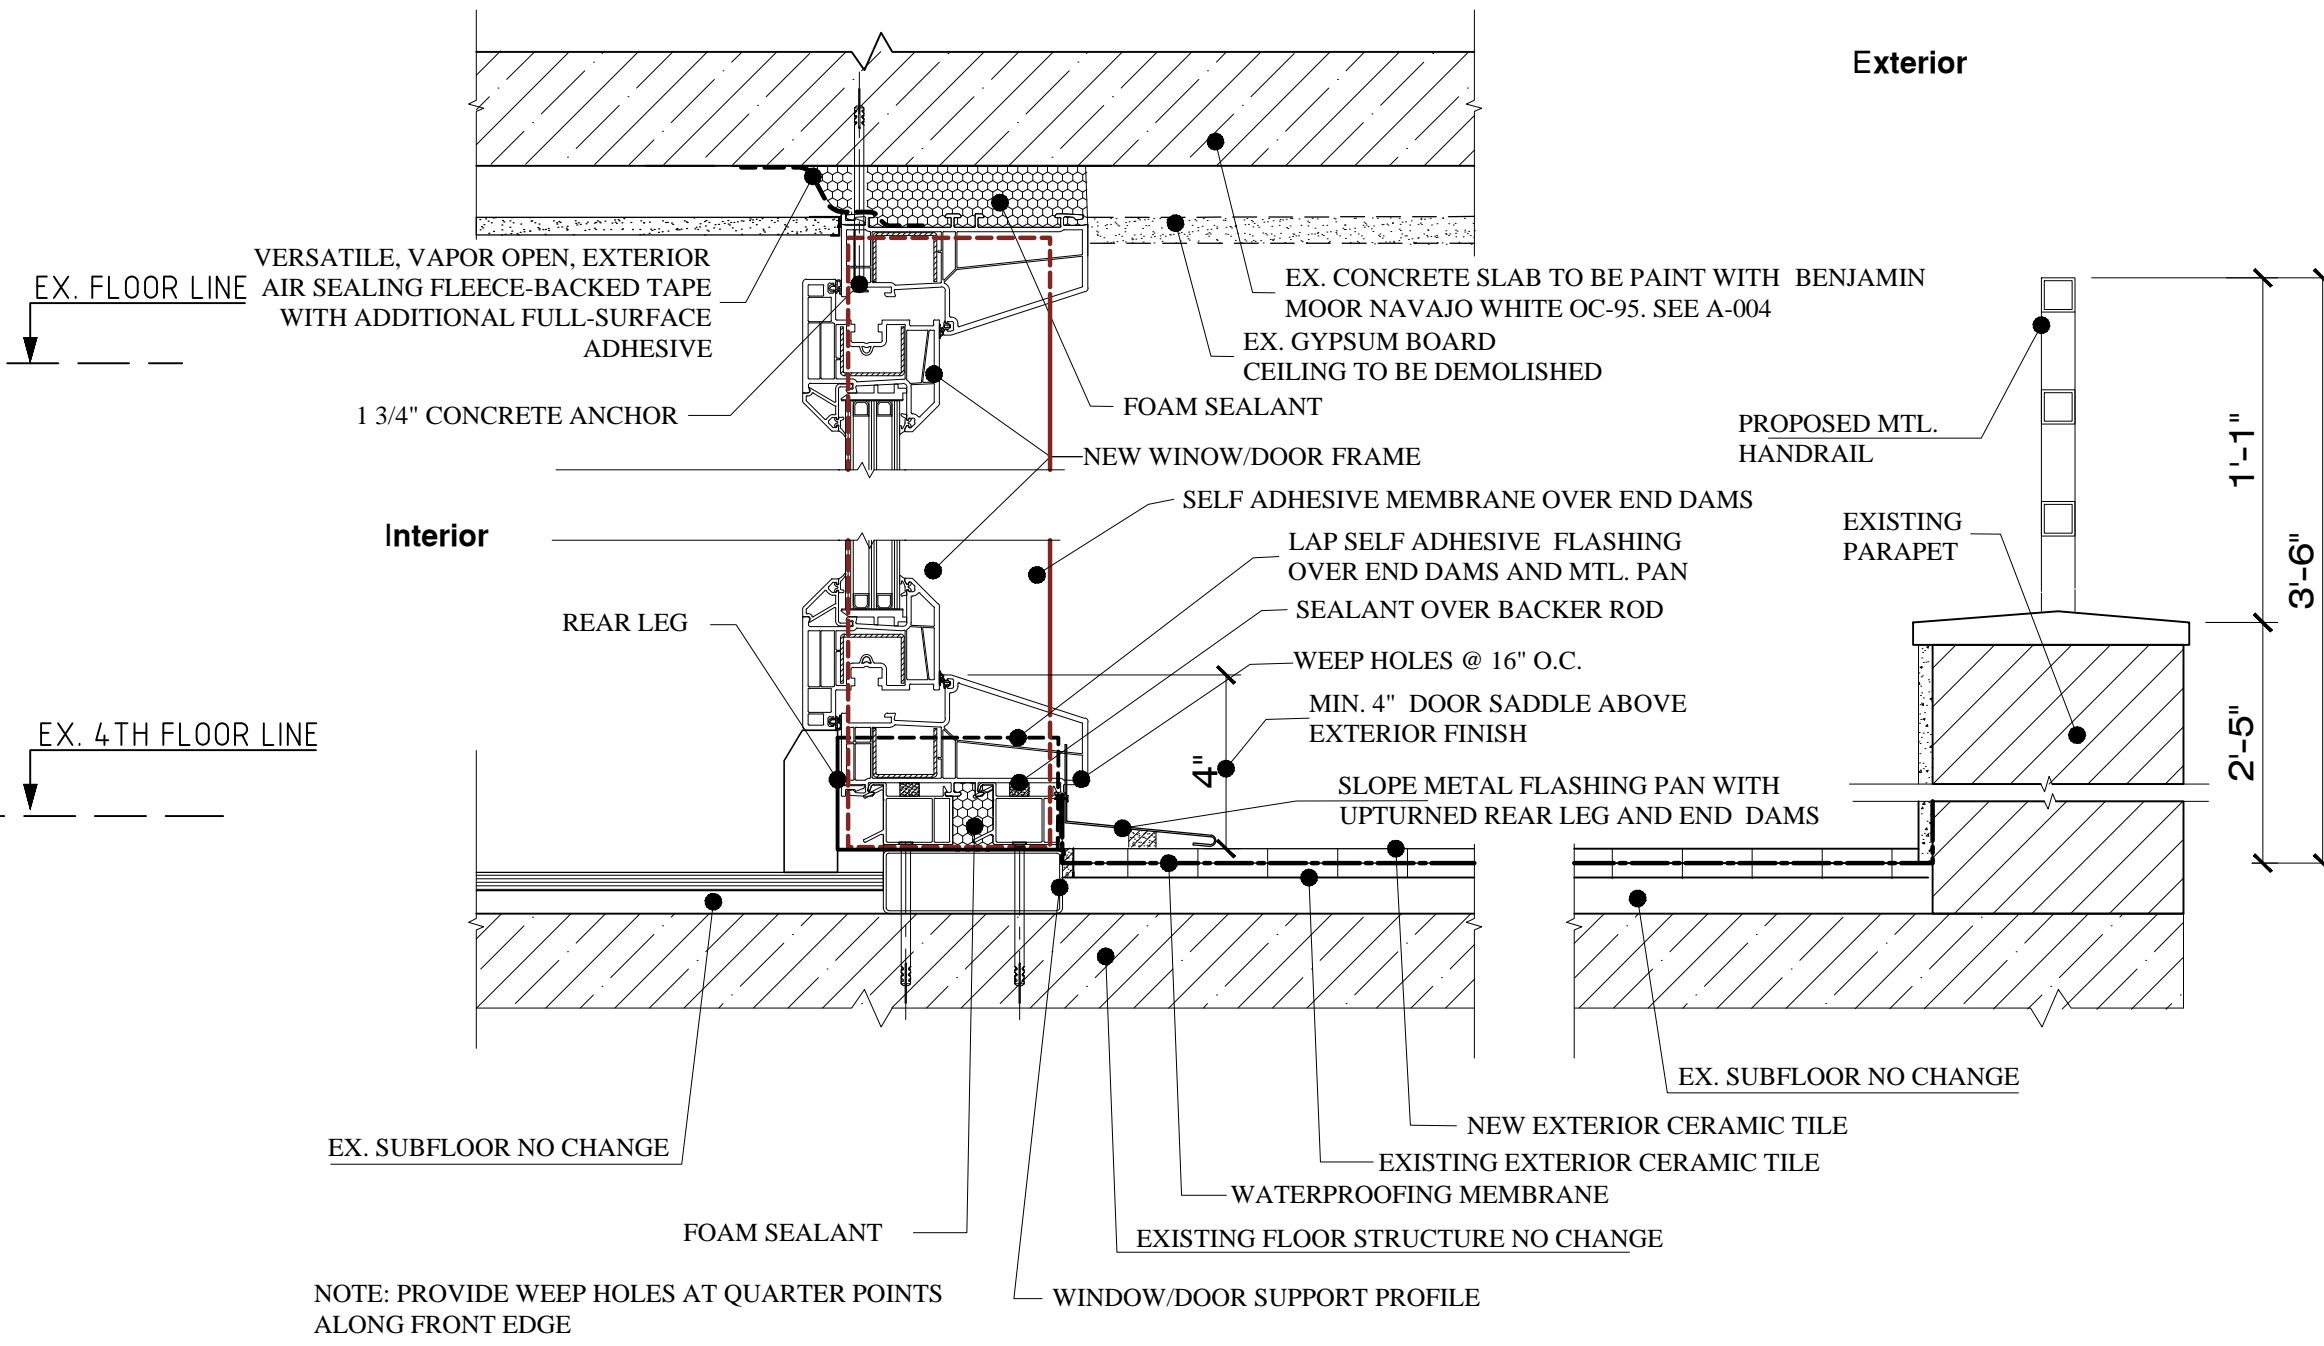 Exterior
VERSATILE, VAPOR OPEN, EXTERIOR
AIR SEALING FLEECE-BACKED TAPE
WITH ADDITIONAL FULL-SURFACE
ADHESIVE
EX. FLOOR LINE
EX. CONCRETE SLAB TO BE PAINT WITH BENJAMIN
MOOR NAVAJO WHITE OC-95. SEE A-004
EX. GYPSUM BOARD
CEILING TO BE DEMOLISHED
1 3/4" CONCRETE ANCHOR
FOAM SEALANT
PROPOSED MTL.
HANDRAIL
1'-1"
NEW WINOW/DOOR FRAME
SELF ADHESIVE MEMBRANE OVER END DAMS
Interior
LAP SELF ADHESIVE FLASHING
OVER END DAMS AND MTL. PAN
EXISTING
PARAPET
3'-6"
SEALANT OVER BACKER ROD
REAR LEG
WEEP HOLES @ 16" O.C.
MIN. 4" DOOR SADDLE ABOVE
EXTERIOR FINISH
EX. 4TH FLOOR LINE
4"
2'-5"
SLOPE METAL FLASHING PAN WITH
UPTURNED REAR LEG AND END DAMS
EX. SUBFLOOR NO CHANGE
NEW EXTERIOR CERAMIC TILE
EX. SUBFLOOR NO CHANGE
EXISTING EXTERIOR CERAMIC TILE
WATERPROOFING MEMBRANE
FOAM SEALANT
EXISTING FLOOR STRUCTURE NO CHANGE
NOTE: PROVIDE WEEP HOLES AT QUARTER POINTS
ALONG FRONT EDGE
WINDOW/DOOR SUPPORT PROFILE